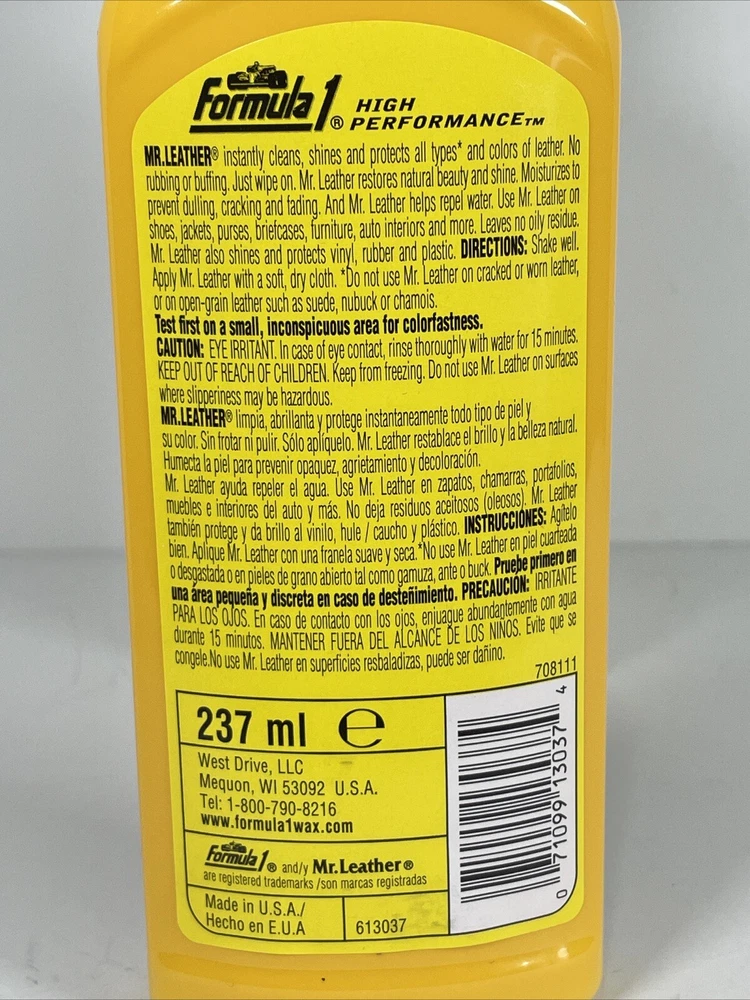 Formula 1® HIGH
PERFORMANCE™
MR.LEATHER® instantly cleans, shines and protects all types* and colors of leather. No
rubbing or buffing. Just wipe on. Mr. Leather restores natural beauty and shine. Moisturizes to
prevent dulling, cracking and fading. And Mr. Leather helps repel water. Use Mr. Leather on
shoes, jackets, purses, briefcases, furniture, auto interiors and more. Leaves no oily residue.
Mr. Leather also shines and protects vinyl, rubber and plastic. DIRECTIONS: Shake well.
Apply Mr. Leather with a soft, dry cloth. *Do not use Mr. Leather on cracked or worn leather,
or on open-grain leather such as suede, nubuck or chamois.
Test first on a small, inconspicuous area for colorfastness.
CAUTION: EYE IRRITANT. In case of eye contact, rinse thoroughly with water for 15 minutes.
KEEP OUT OF REACH OF CHILDREN. Keep from freezing. Do not use Mr. Leather on surfaces
where slipperiness may be hazardous.
MR.LEATHER® limpia, abrillanta y protege instantaneamente todo tipo de piel y
su color. Sin frotar ni pulir. Sólo aplíquelo. Mr. Leather restablace el brillo y la belleza natural.
Humecta la piel para prevenir opaquez, agrietamiento y decoloración.
Mr. Leather ayuda repeler el agua. Use Mr. Leather en zapatos, chamarras, portafolios,
muebles e interiores del auto y más. No deja residuos aceitosos (oleosos). Mr. Leather
también protege y da brillo al vinilo, hule / caucho y plástico. INSTRUCCIONES: Agítelo
bien. Aplique Mr. Leather con una franela suave y seca.*No use Mr. Leather en piel cuarteada
o desgastada o en pieles de grano abierto tal como gamuza, ante o buck. Pruebe primero en
una área pequeña y discreta en caso de desteñimiento. PRECAUCIÓN: IRRITANTE
PARA LOS OJOS. En caso de contacto con los ojos, enjuague abundantemente con agua
durante 15 minutos. MANTENER FUERA DEL ALCANCE DE LOS NIÑOS. Evite que se
congele.No use Mr. Leather en superficies resbaladizas, puede ser dañino.
708111
237 ml ℮
West Drive, LLC
Mequon, WI 53092 U.S.A.
Tel: 1-800-790-8216
www.formula1wax.com
Formula 1® and/y Mr.Leather®
are registered trademarks /son marcas registradas
Made in U.S.A./
Hecho en E.U.A
613037
0 71099 13037 4